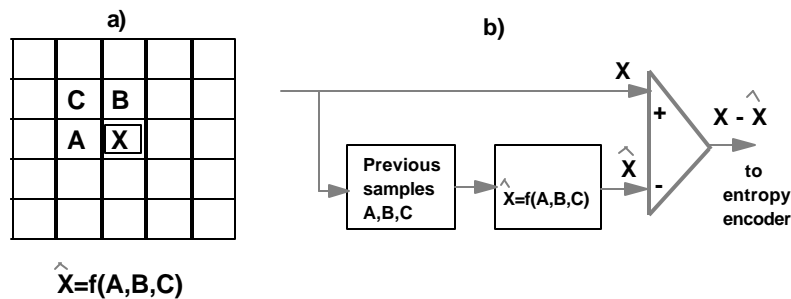 a)
C B
A X
X̂=f(A,B,C)
b)
X
+
X - X̂
Previous
samples
A,B,C
X̂=f(A,B,C)
X̂
-
to
entropy
encoder